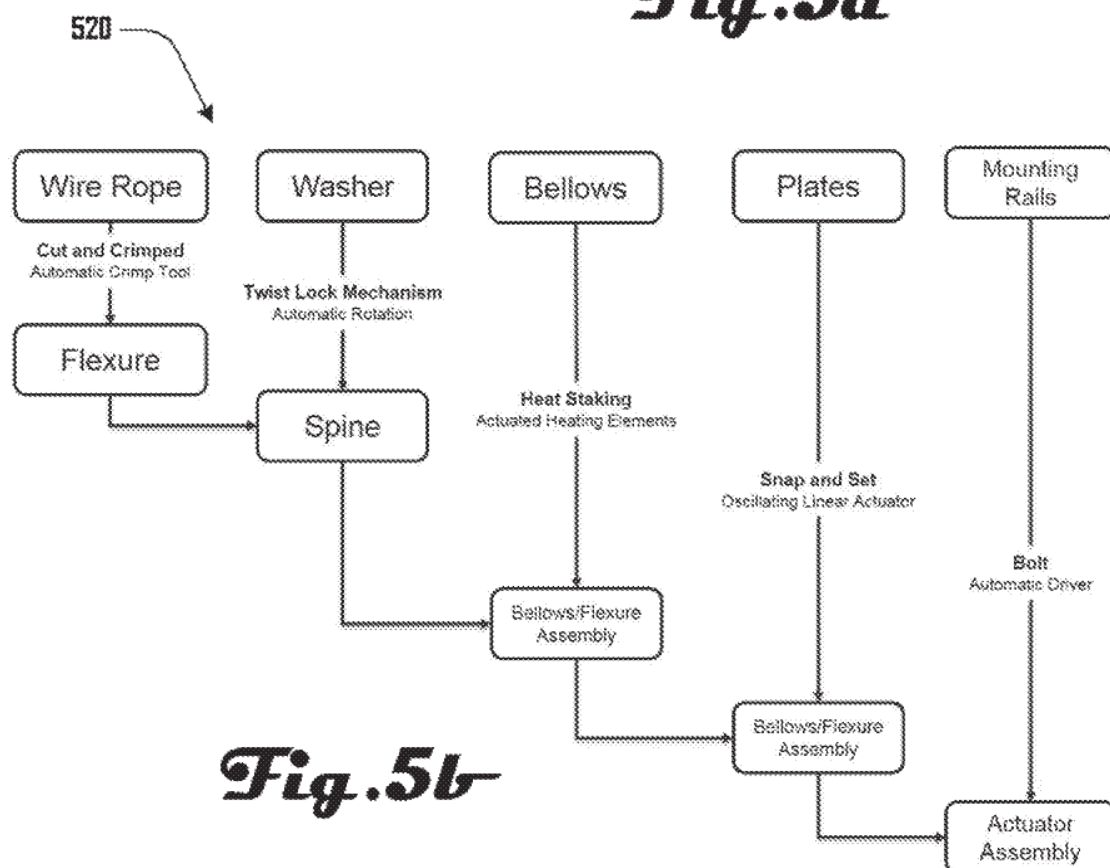 Fig.5a
520
Wire Rope
Washer
Bellows
Plates
Mounting
Rails
Cut and Crimped
Automatic Crimp Tool
Twist Lock Mechanism
Automatic Rotation
Flexure
Heat Staking
Actuated Heating Elements
Spine
Snap and Set
Oscillating Linear Actuator
Bolt
Automatic Driver
Bellows/Flexure
Assembly
Bellows/Flexure
Assembly
Fig.5b
Actuator
Assembly